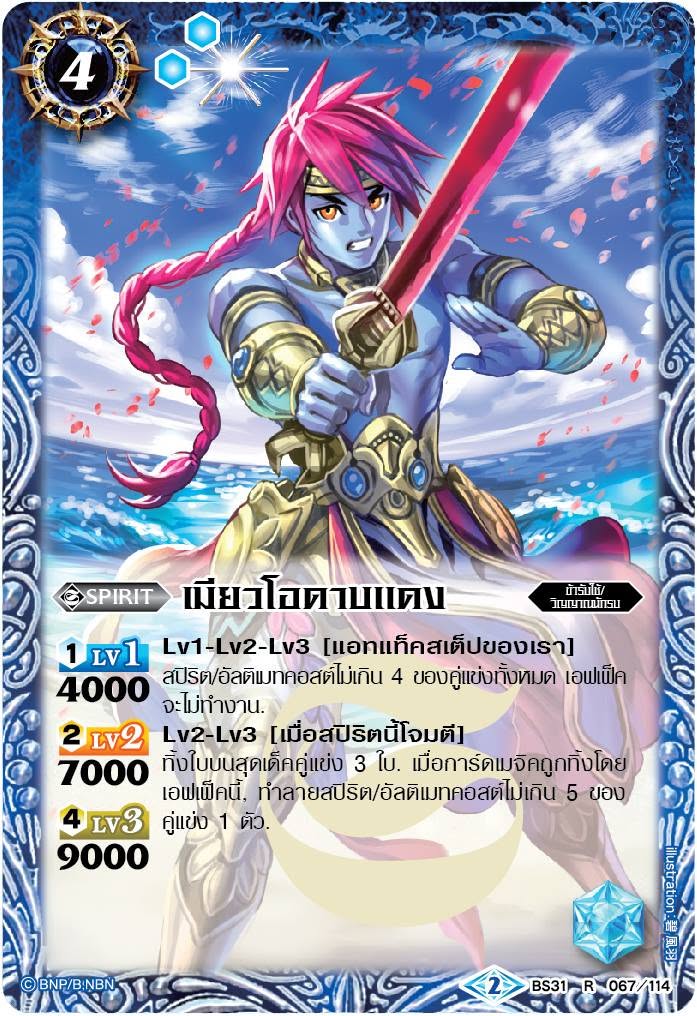 4
SPIRIT
เมียวโอดาบแดง
ข้ารับใช้/
วิญญาณนักรบ
1 LV1
4000
Lv1-Lv2-Lv3 [แอทแท็คสเต็ปของเรา]
สปิริต/อัลติเมทคอสต์ไม่เกิน 4 ของคู่แข่งทั้งหมด เอฟเฟ็ค
จะไม่ทำงาน.
2 LV2
7000
Lv2-Lv3 [เมื่อสปิริตนี้โจมตี]
ทิ้งใบบนสุดเด็คคู่แข่ง 3 ใบ. เมื่อการ์ดเมจิคถูกทิ้งโดย
เอฟเฟ็คนี้, ทำลายสปิริต/อัลติเมทคอสต์ไม่เกิน 5 ของ
คู่แข่ง 1 ตัว.
4 LV3
9000
illustration:碧 風羽
©BNP/B,NBN
2
BS31 R 067/114